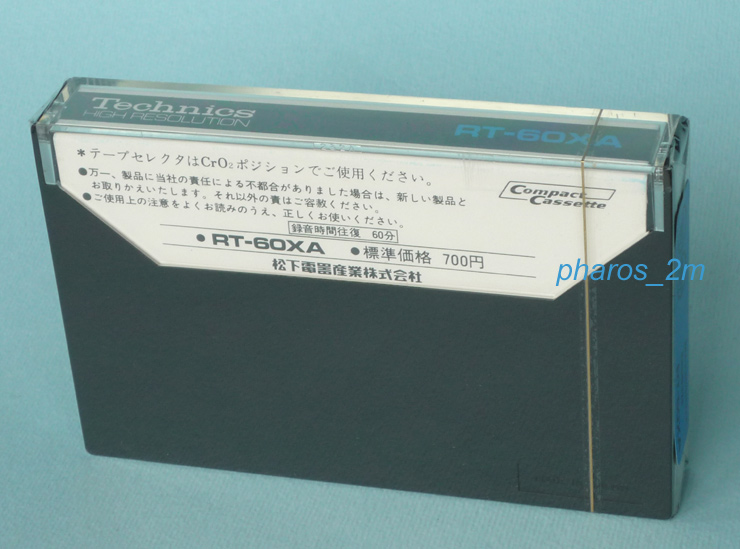 Technics
HIGH RESOLUTION
RT-60XA
*テープセレクタはCrO₂ポジションでご使用ください。
●万一、製品に当社の責任による不都合がありました場合は、新しい製品と
お取りかえいたします。それ以外の責はご容赦ください。
●ご使用上の注意をよくお読みのうえ、正しくお使いください。
Compact
Cassette
録音時間往復 60分
●RT-60XA ●標準価格 700円
松下電器産業株式会社
pharos_2m